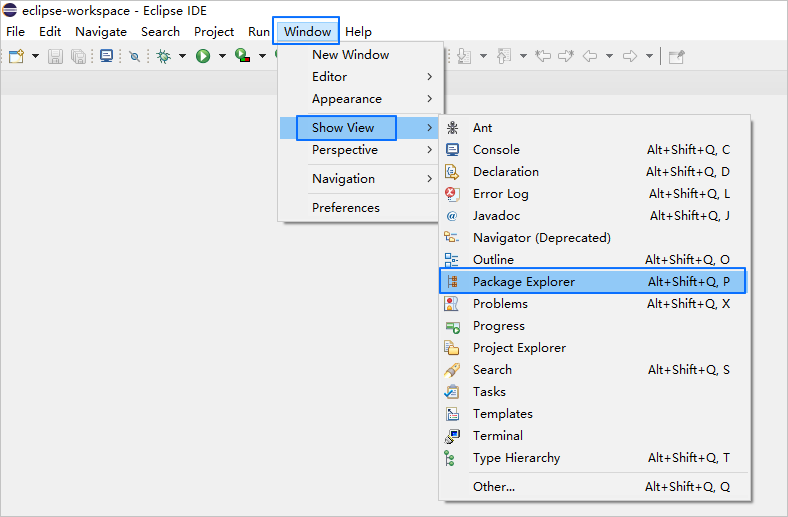 eclipse-workspace - Eclipse IDE
File Edit Navigate Search Project Run Window Help
New Window
Editor
Appearance
Show View
Perspective
Navigation
Preferences
Ant
Console Alt+Shift+Q, C
Declaration Alt+Shift+Q, D
Error Log Alt+Shift+Q, L
Javadoc Alt+Shift+Q, J
Navigator (Deprecated)
Outline Alt+Shift+Q, O
Package Explorer Alt+Shift+Q, P
Problems Alt+Shift+Q, X
Progress
Project Explorer
Search Alt+Shift+Q, S
Tasks
Templates
Terminal
Type Hierarchy Alt+Shift+Q, T
Other... Alt+Shift+Q, Q